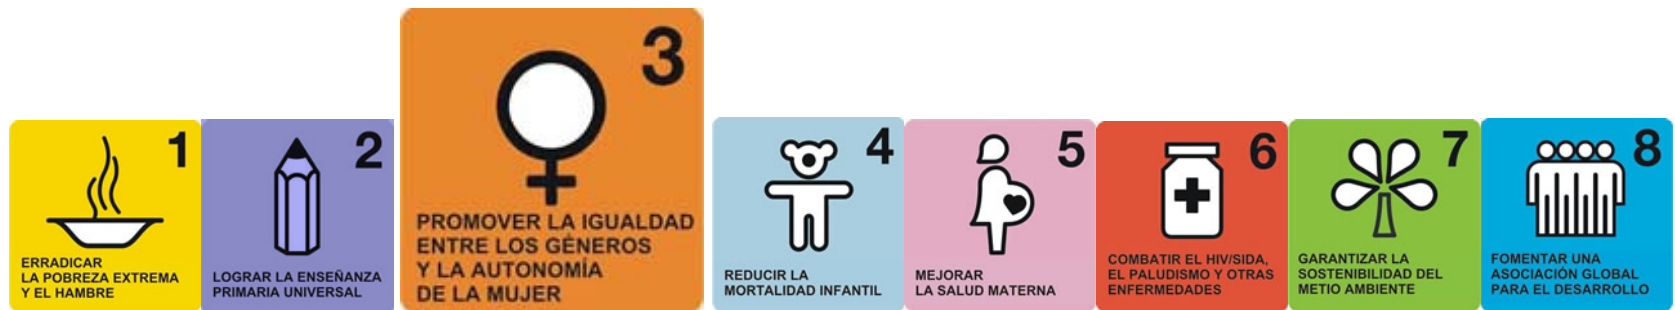 1
ERRADICAR
LA POBREZA EXTREMA
Y EL HAMBRE
2
LOGRAR LA ENSEÑANZA
PRIMARIA UNIVERSAL
3
PROMOVER LA IGUALDAD
ENTRE LOS GÉNEROS
Y LA AUTONOMÍA
DE LA MUJER
4
REDUCIR LA
MORTALIDAD INFANTIL
5
MEJORAR
LA SALUD MATERNA
6
COMBATIR EL HIV/SIDA,
EL PALUDISMO Y OTRAS
ENFERMEDADES
7
GARANTIZAR LA
SOSTENIBILIDAD DEL
METIO AMBIENTE
8
FOMENTAR UNA
ASOCIACIÓN GLOBAL
PARA EL DESARROLLO